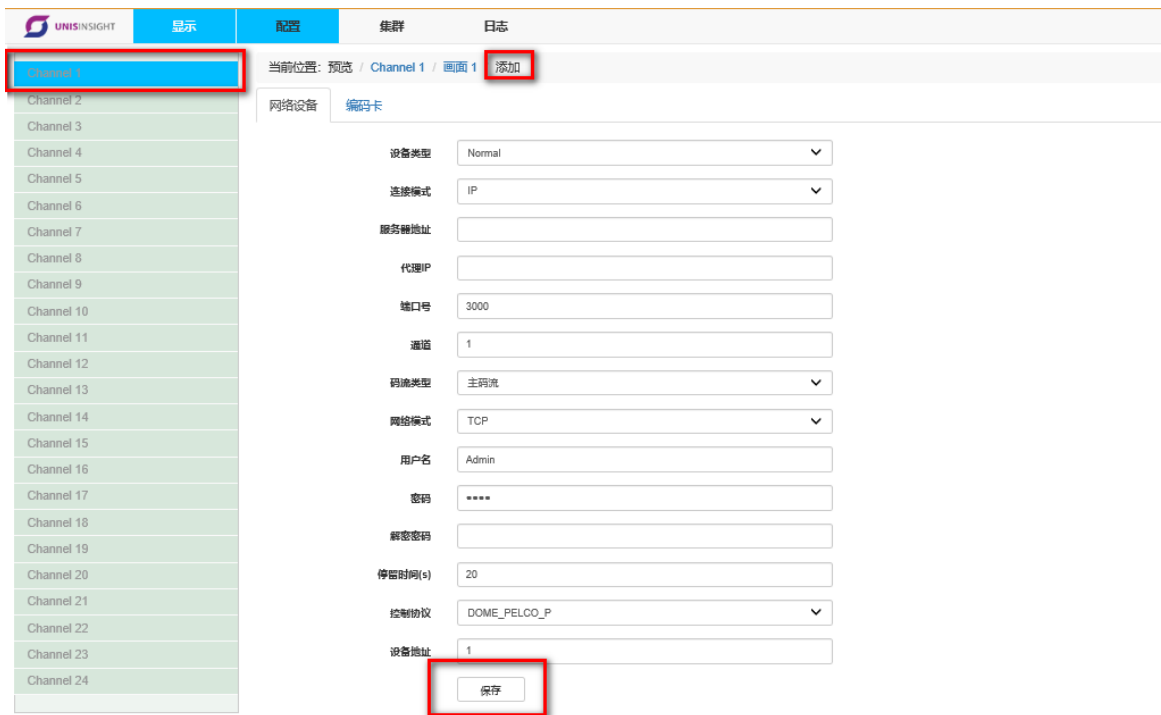 UNISINSIGHT 显示 配置 集群 日志
当前位置: 预览 / Channel 1 / 画面 1 添加
网络设备 编码卡
Channel 1
Channel 2
Channel 3
Channel 4
Channel 5
Channel 6
Channel 7
Channel 8
Channel 9
Channel 10
Channel 11
Channel 12
Channel 13
Channel 14
Channel 15
Channel 16
Channel 17
Channel 18
Channel 19
Channel 20
Channel 21
Channel 22
Channel 23
Channel 24
设备类型 Normal
连接模式 IP
服务器地址
代理IP
端口号 3000
通道 1
码流类型 主码流
网络模式 TCP
用户名 Admin
密码 ••••
解密密码
停留时间(s) 20
控制协议 DOME_PELCO_P
设备地址 1
保存